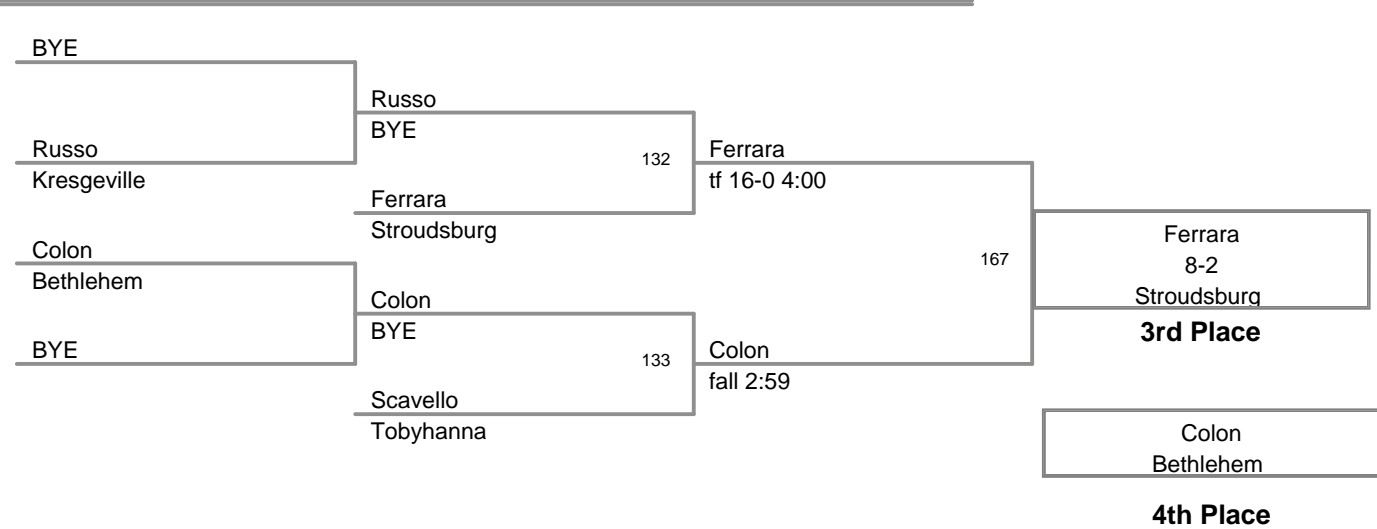 BYE
Russo
BYE
Russo
Kresgeville
132
Ferrara
tf 16-0 4:00
Ferrara
Stroudsburg
Colon
Bethlehem
167
Ferrara
8-2
Stroudsburg
3rd Place
Colon
BYE
BYE
133
Colon
fall 2:59
Scavello
Tobyhanna
Colon
Bethlehem
4th Place